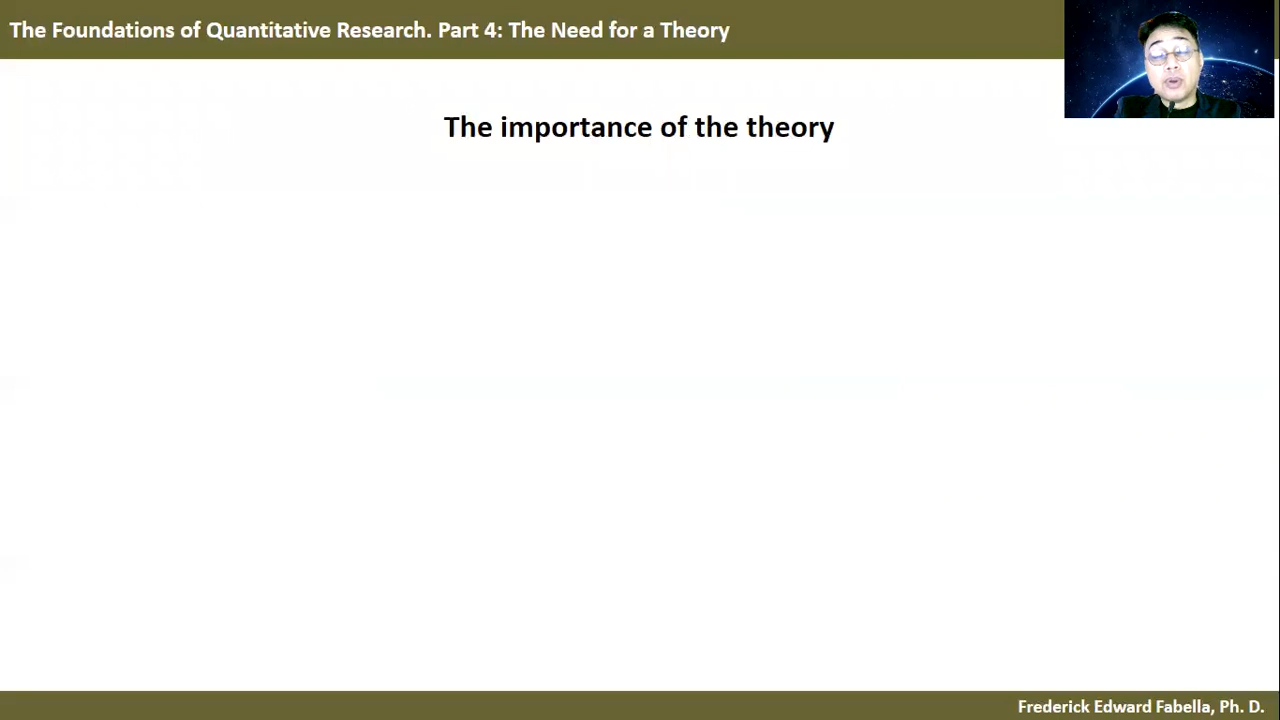 The Foundations of Quantitative Research. Part 4: The Need for a Theory
The importance of the theory
Frederick Edward Fabella, Ph. D.